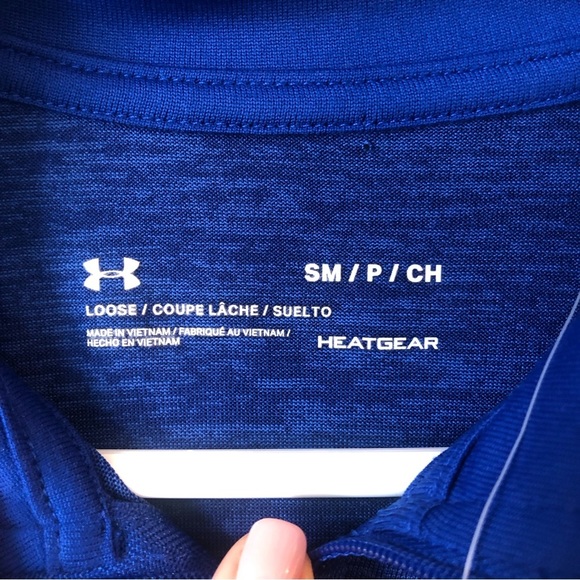 SM / P / CH
LOOSE / COUPE LÂCHE / SUELTO
MADE IN VIETNAM / FABRIQUÉ AU VIETNAM /
HECHO EN VIETNAM
HEATGEAR